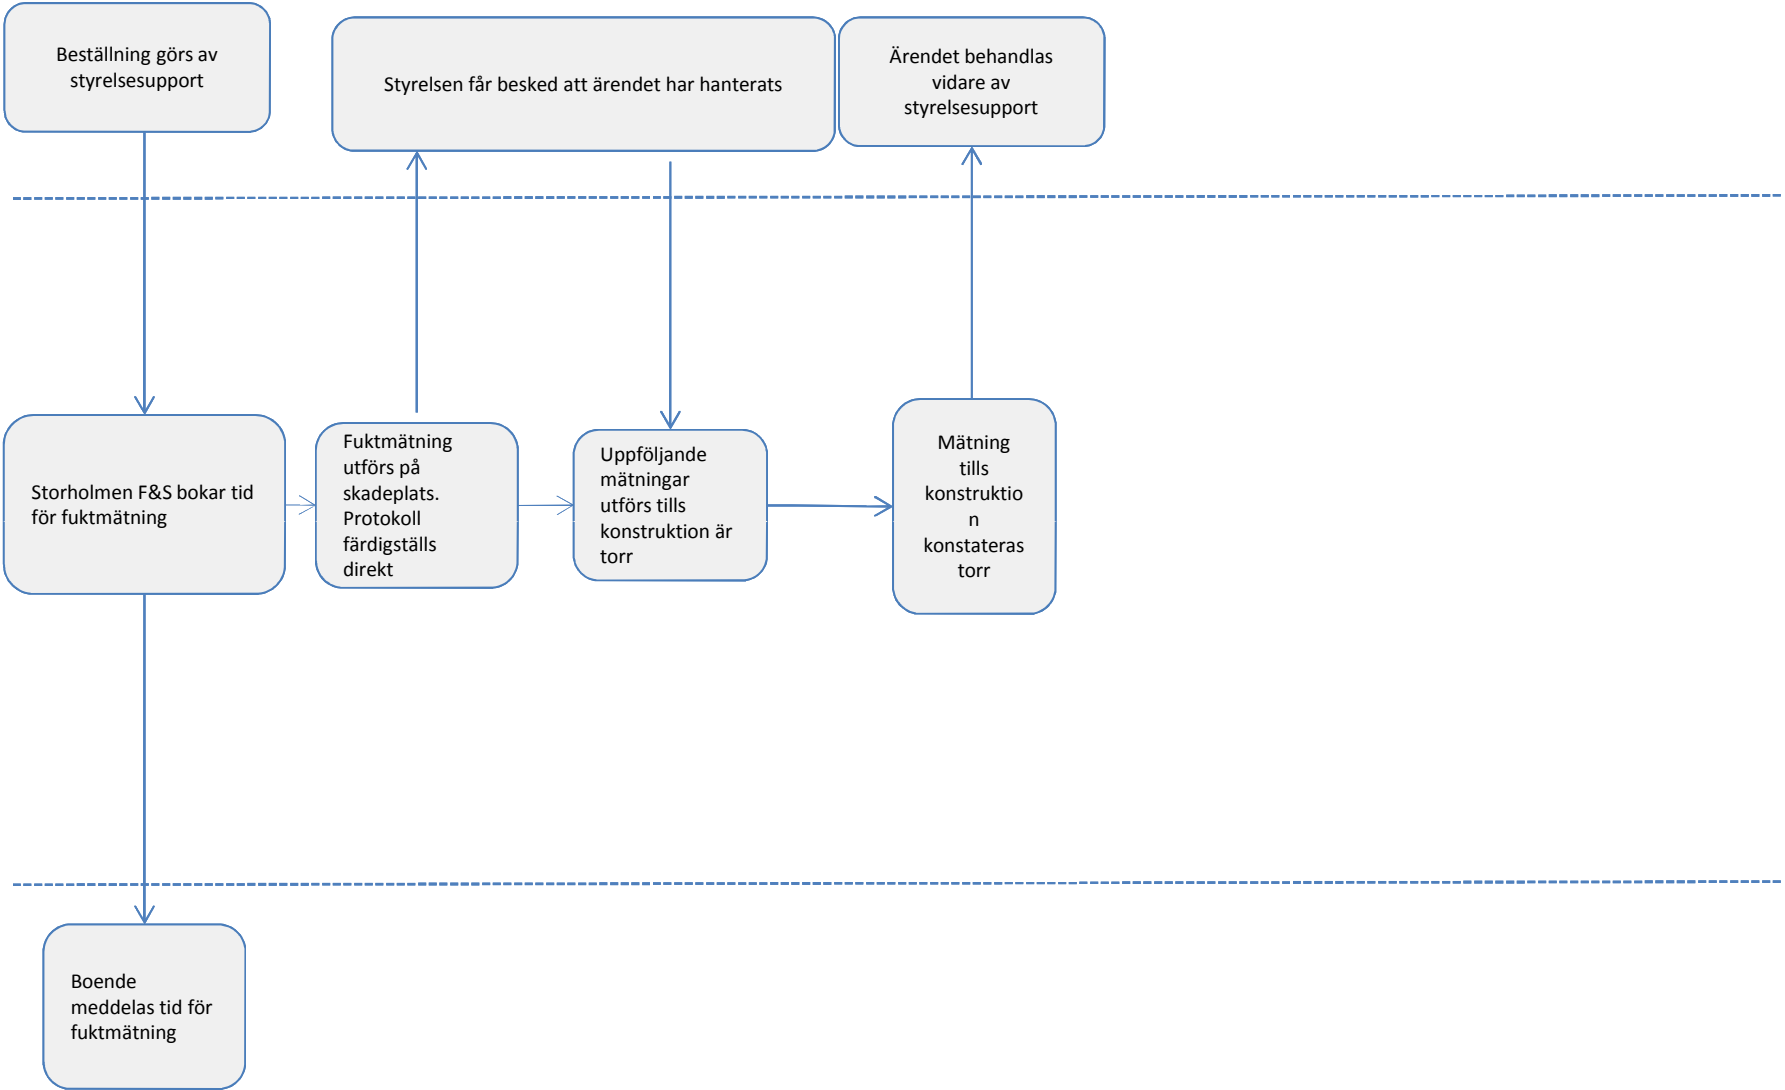 Beställning görs av
styrelsesupport
Styrelsen får besked att ärendet har hanterats
Ärendet behandlas
vidare av
styrelsesupport
Storholmen F&S bokar tid
för fuktmätning
Fuktmätning
utförs på
skadeplats.
Protokoll
färdigställs
direkt
Uppföljande
mätningar
utförs tills
konstruktion är
torr
Mätning
tills
konstruktio
n
konstateras
torr
Boende
meddelas tid för
fuktmätning